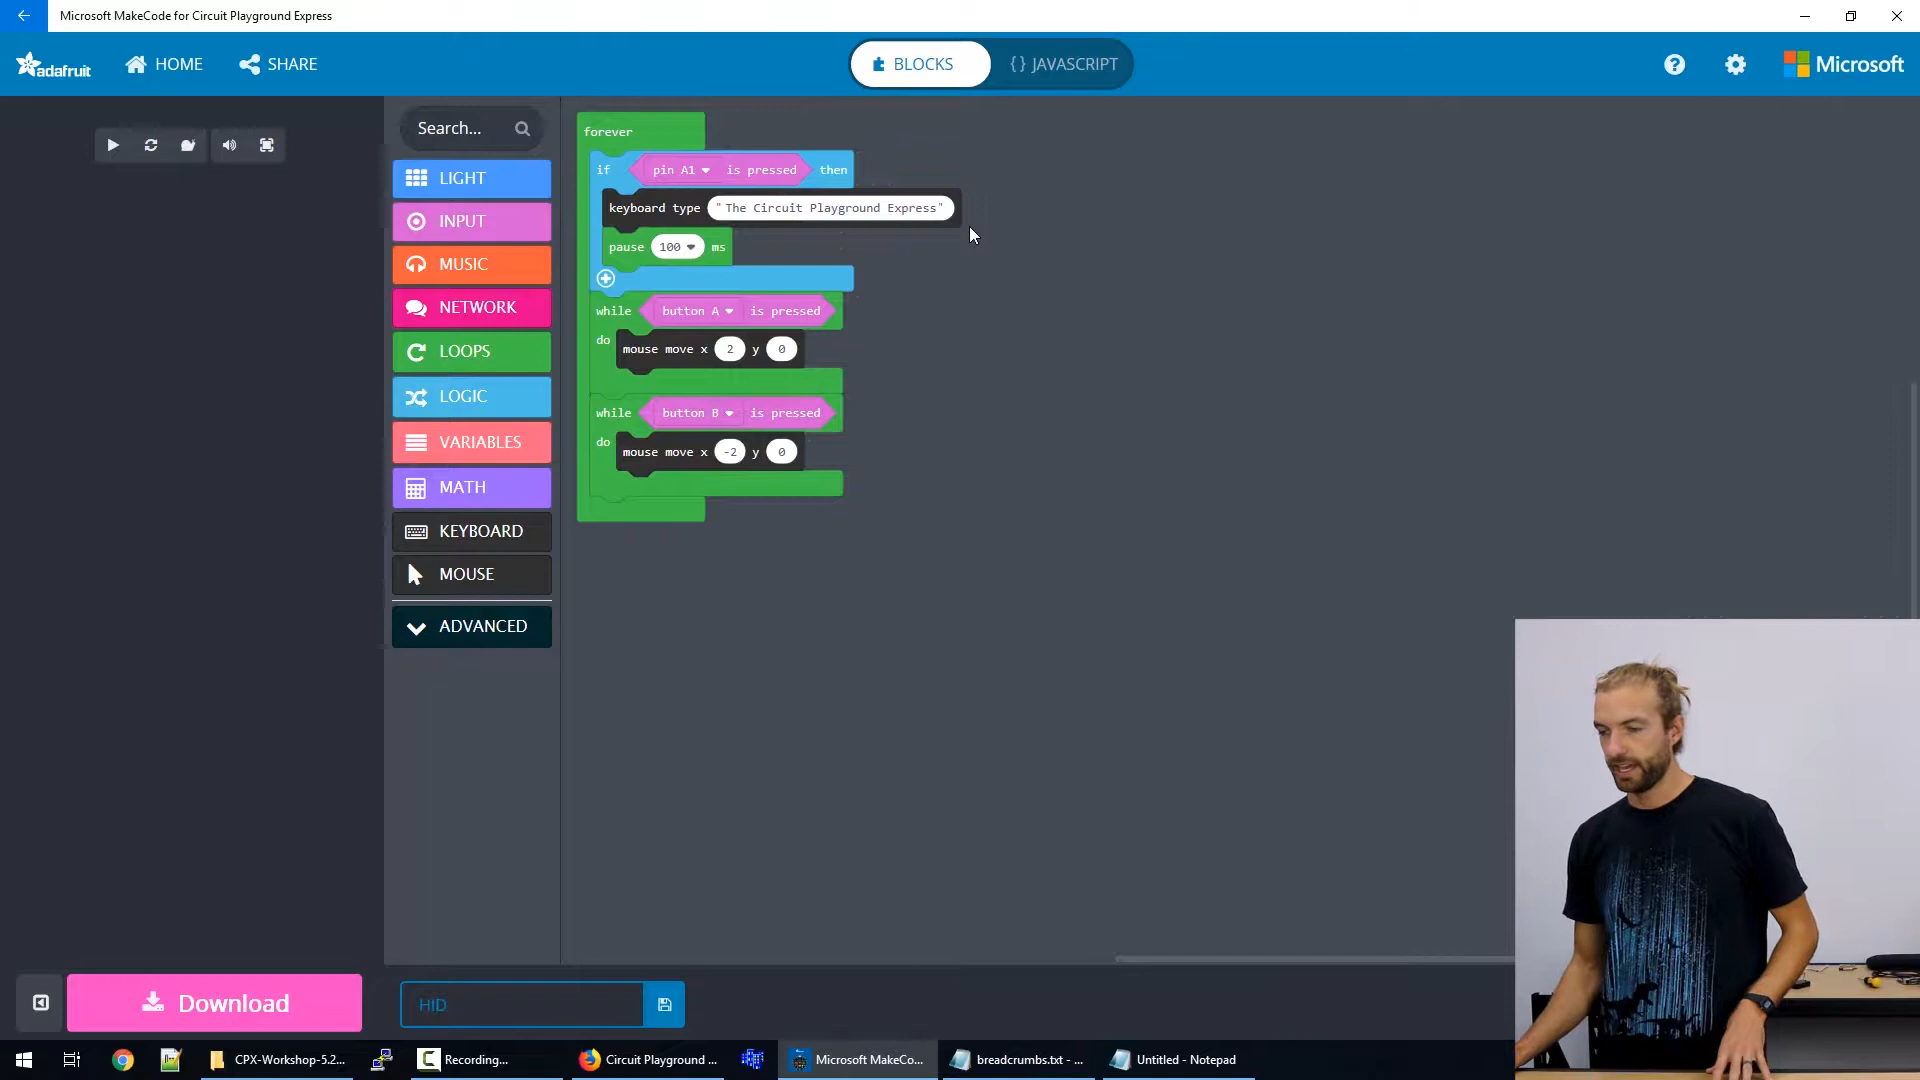 Microsoft MakeCode for Circuit Playground Express
adafruit
HOME
SHARE
BLOCKS
{} JAVASCRIPT
Microsoft
Search...
LIGHT
INPUT
MUSIC
NETWORK
LOOPS
LOGIC
VARIABLES
MATH
KEYBOARD
MOUSE
ADVANCED
forever
if pin A1 is pressed then
keyboard type "The Circuit Playground Express"
pause 100 ms
while button A is pressed
do mouse move x 2 y 0
while button B is pressed
do mouse move x -2 y 0
Download
HID
CPX-Workshop-5.2...
Recording...
Circuit Playground ...
Microsoft MakeCo...
breadcrumbs.txt - ...
Untitled - Notepad